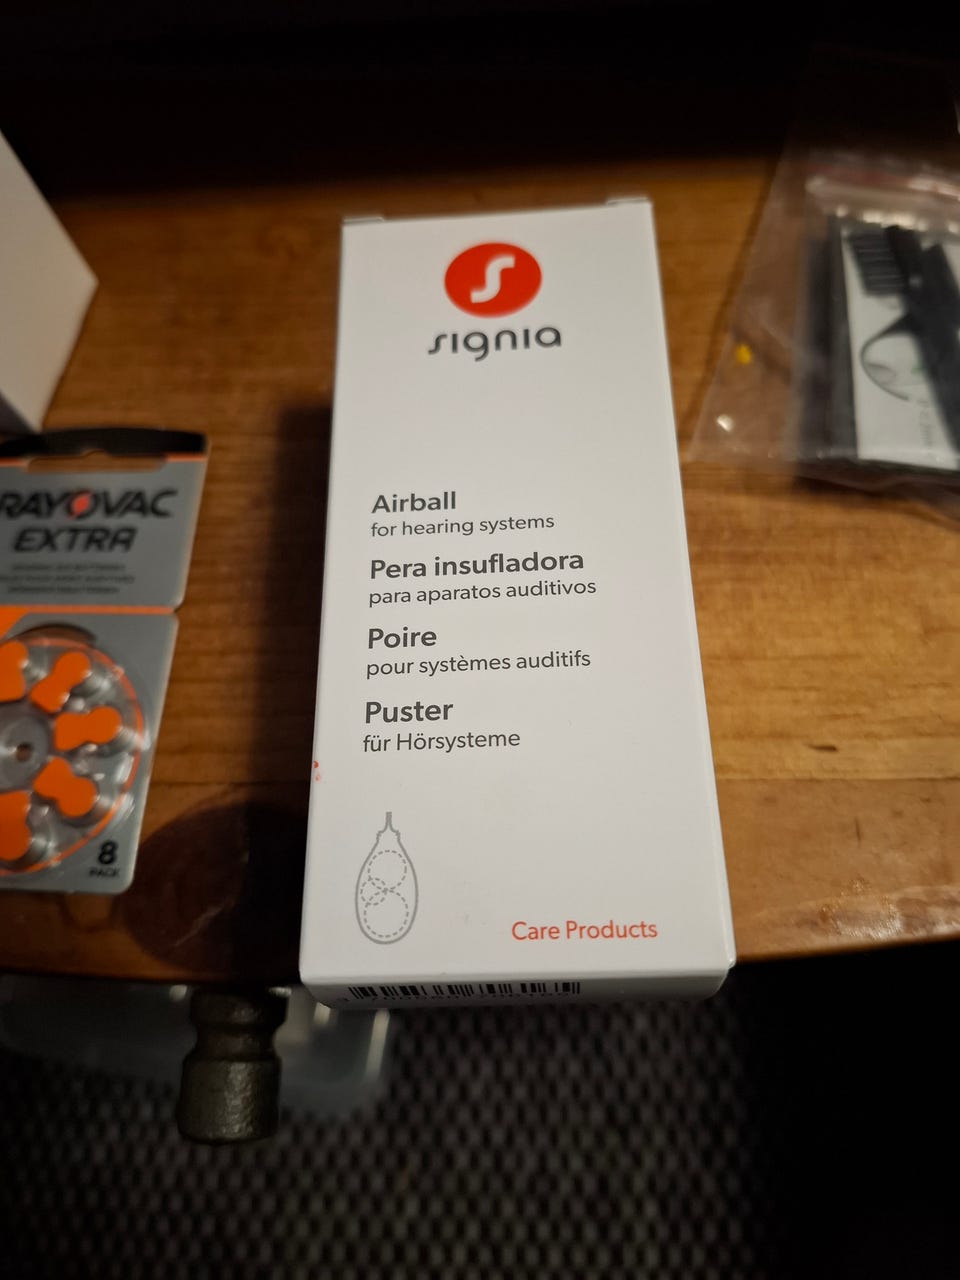 signia
Airball
for hearing systems
Pera insufladora
para aparatos auditivos
Poire
pour systèmes auditifs
Puster
für Hörsysteme
Care Products
RAYOVAC
EXTRA
8
PACK